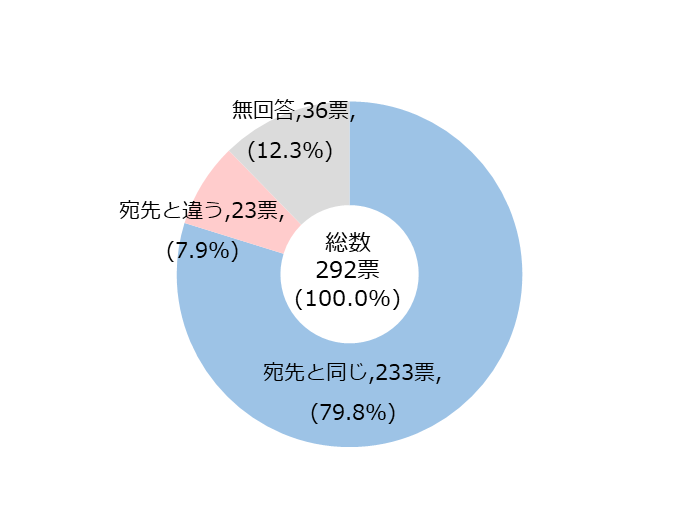 無回答,36票,
(12.3%)
宛先と違う,23票,
(7.9%)
総数
292票
(100.0%)
宛先と同じ,233票,
(79.8%)